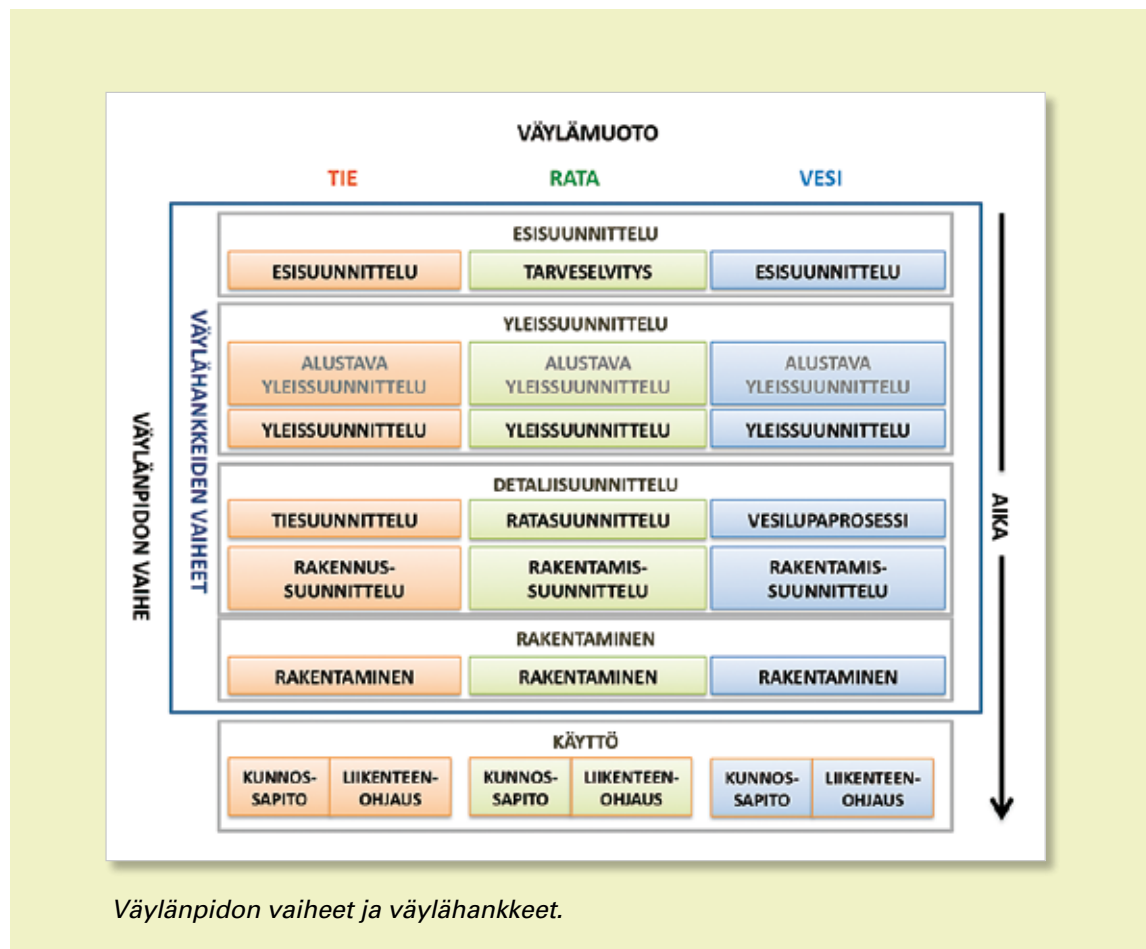 VÄYLÄMUOTO
TIE RATA VESI
VÄYLÄNPIDON VAIHE
VÄYLÄHANKKEIDEN VAIHEET
ESISUUNNITTELU
ESISUUNNITTELU TARVESELVITYS ESISUUNNITTELU
YLEISSUUNNITTELU
ALUSTAVA ALUSTAVA ALUSTAVA
YLEISSUUNNITTELU YLEISSUUNNITTELU YLEISSUUNNITTELU
YLEISSUUNNITTELU YLEISSUUNNITTELU YLEISSUUNNITTELU
DETALJISUUNNITTELU
TIESUUNNITTELU RATASUUNNITTELU VESILUPAPROSESSI
RAKENNUS- RAKENTAMIS- RAKENTAMIS-
SUUNNITTELU SUUNNITTELU SUUNNITTELU
RAKENTAMINEN
RAKENTAMINEN RAKENTAMINEN RAKENTAMINEN
KÄYTTÖ
KUNNOS- LIIKENTEEN- KUNNOS- LIIKENTEEN- KUNNOS- LIIKENTEEN-
SAPITO OHJAUS SAPITO OHJAUS SAPITO OHJAUS
AIKA
Väylänpidon vaiheet ja väylähankkeet.